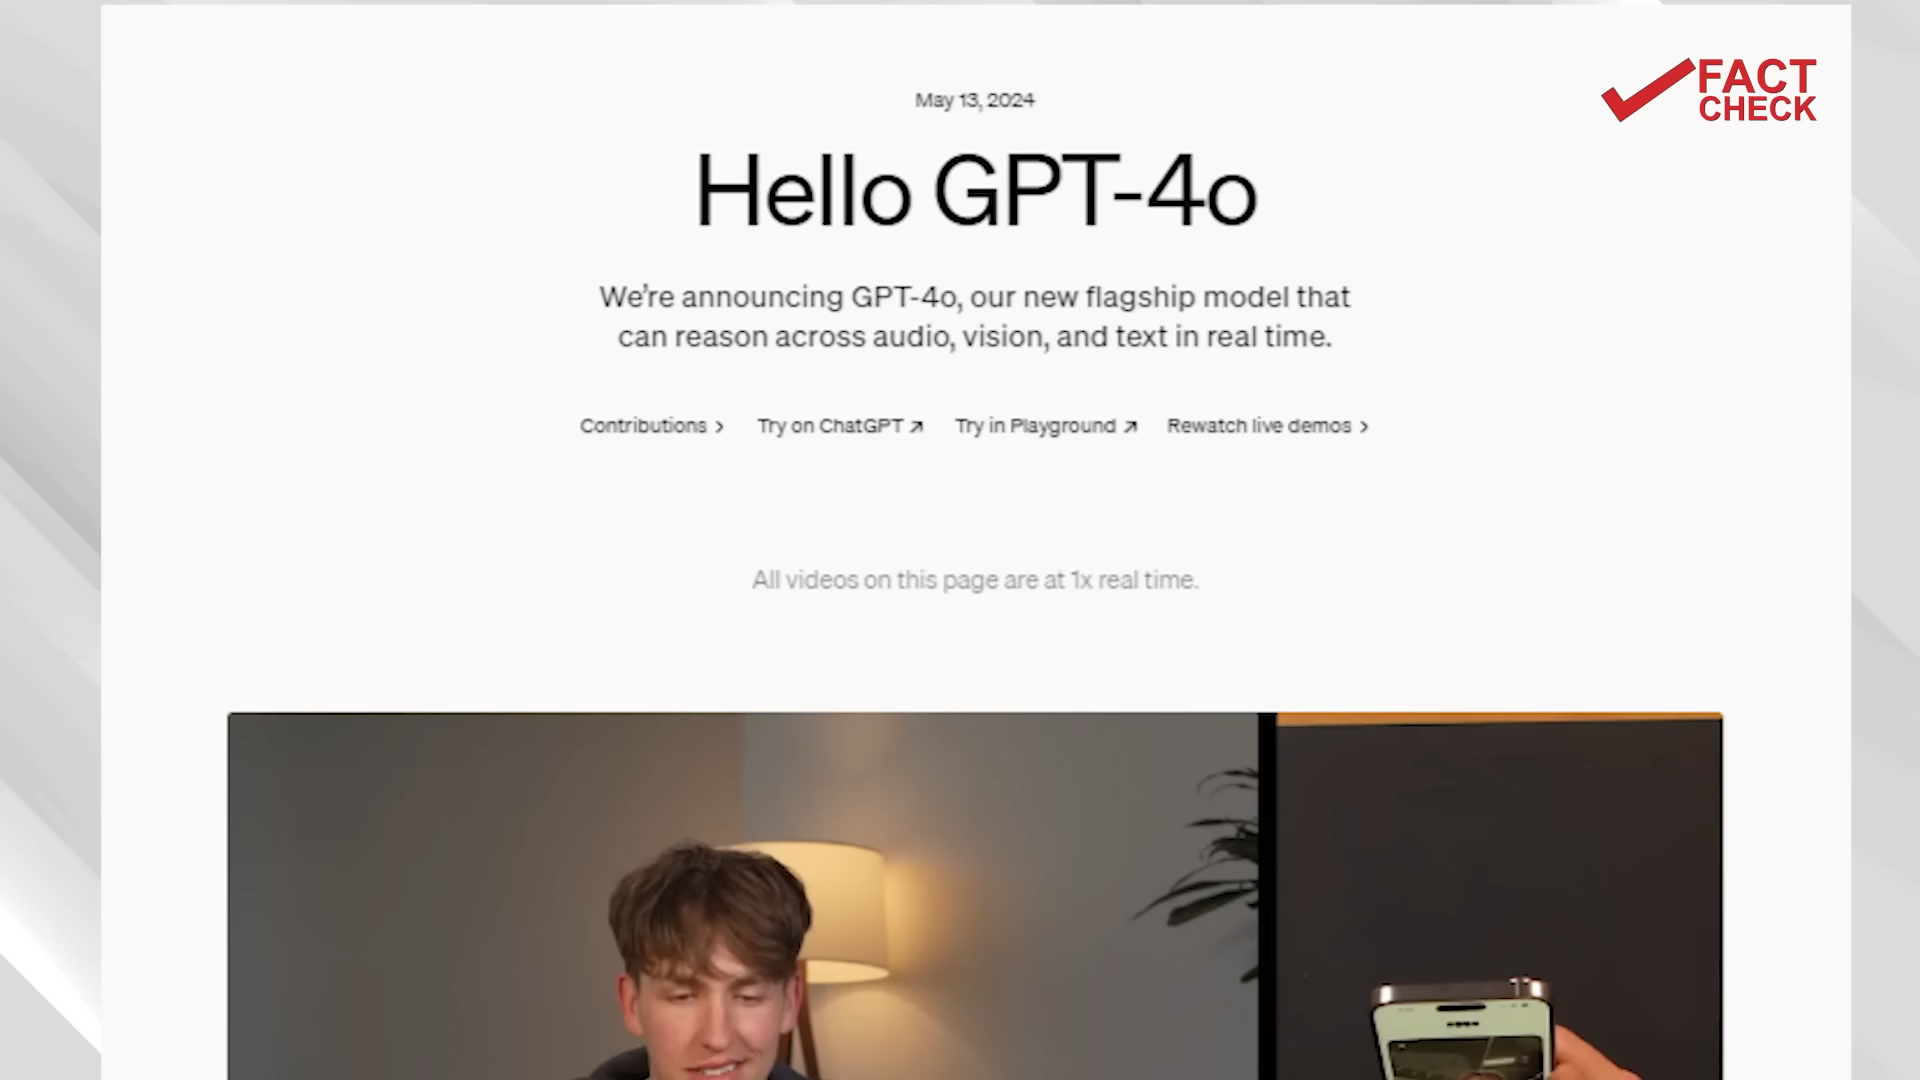 FACT
CHECK
May 13, 2024
Hello GPT-4o
We're announcing GPT-4o, our new flagship model that
can reason across audio, vision, and text in real time.
Contributions > Try on ChatGPT ↗ Try in Playground ↗ Rewatch live demos >
All videos on this page are at 1x real time.